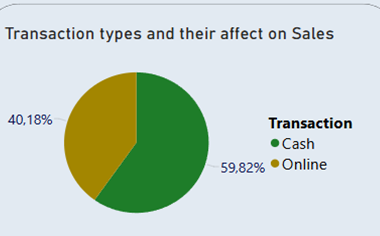 Transaction types and their affect on Sales
40,18%
59,82%
Transaction
Cash
Online